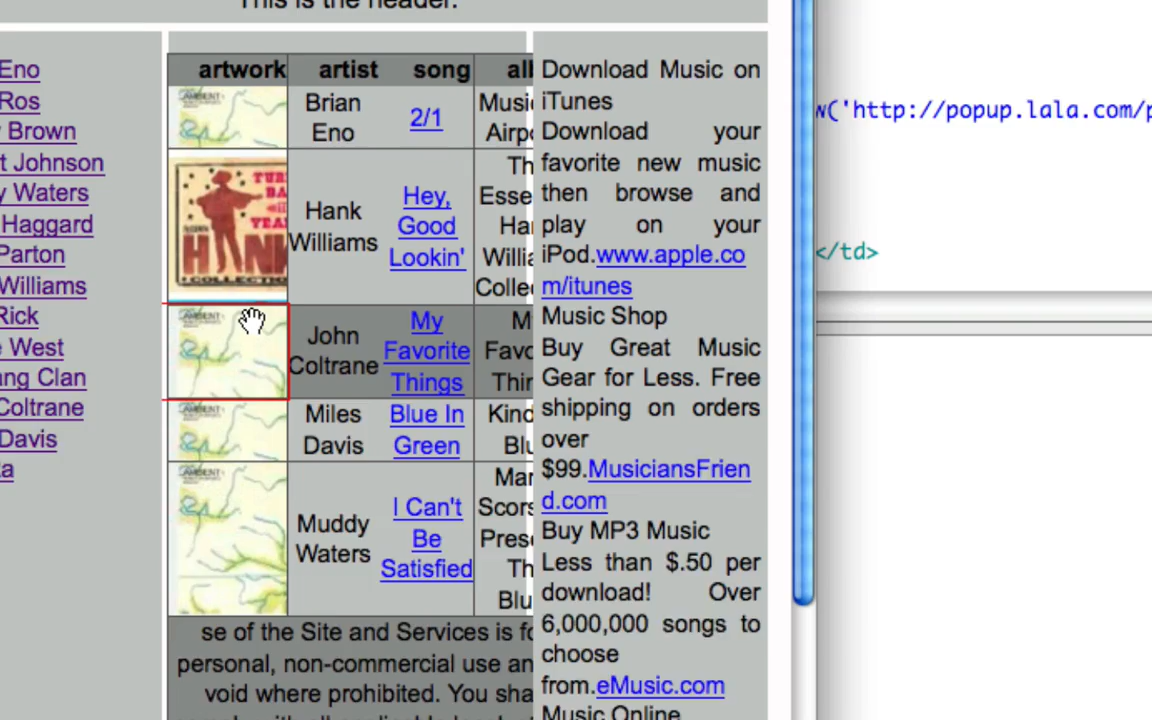 This is the header.
Eno
Ros
Brown
Johnson
Waters
Haggard
Parton
Williams
Rick
West
Clan
Coltrane
Davis
artwork artist song
Brian
Eno
2/1
Hank
Williams
Hey,
Good
Lookin'
John
Coltrane
My
Favorite
Things
Miles
Davis
Blue In
Green
Muddy
Waters
I Can't
Be
Satisfied
se of the Site and Services is
personal, non-commercial use
void where prohibited. You
Download Music on
iTunes
Download your
favorite new music
then browse and
play on your
iPod.www.apple.co
m/itunes
Music Shop
Buy Great Music
Gear for Less. Free
shipping on orders
over
$99.MusiciansFrien
d.com
Buy MP3 Music
Less than $.50 per
download! Over
6,000,000 songs to
choose
from.eMusic.com
Music Online
('http://popup.lala.com/
</td>